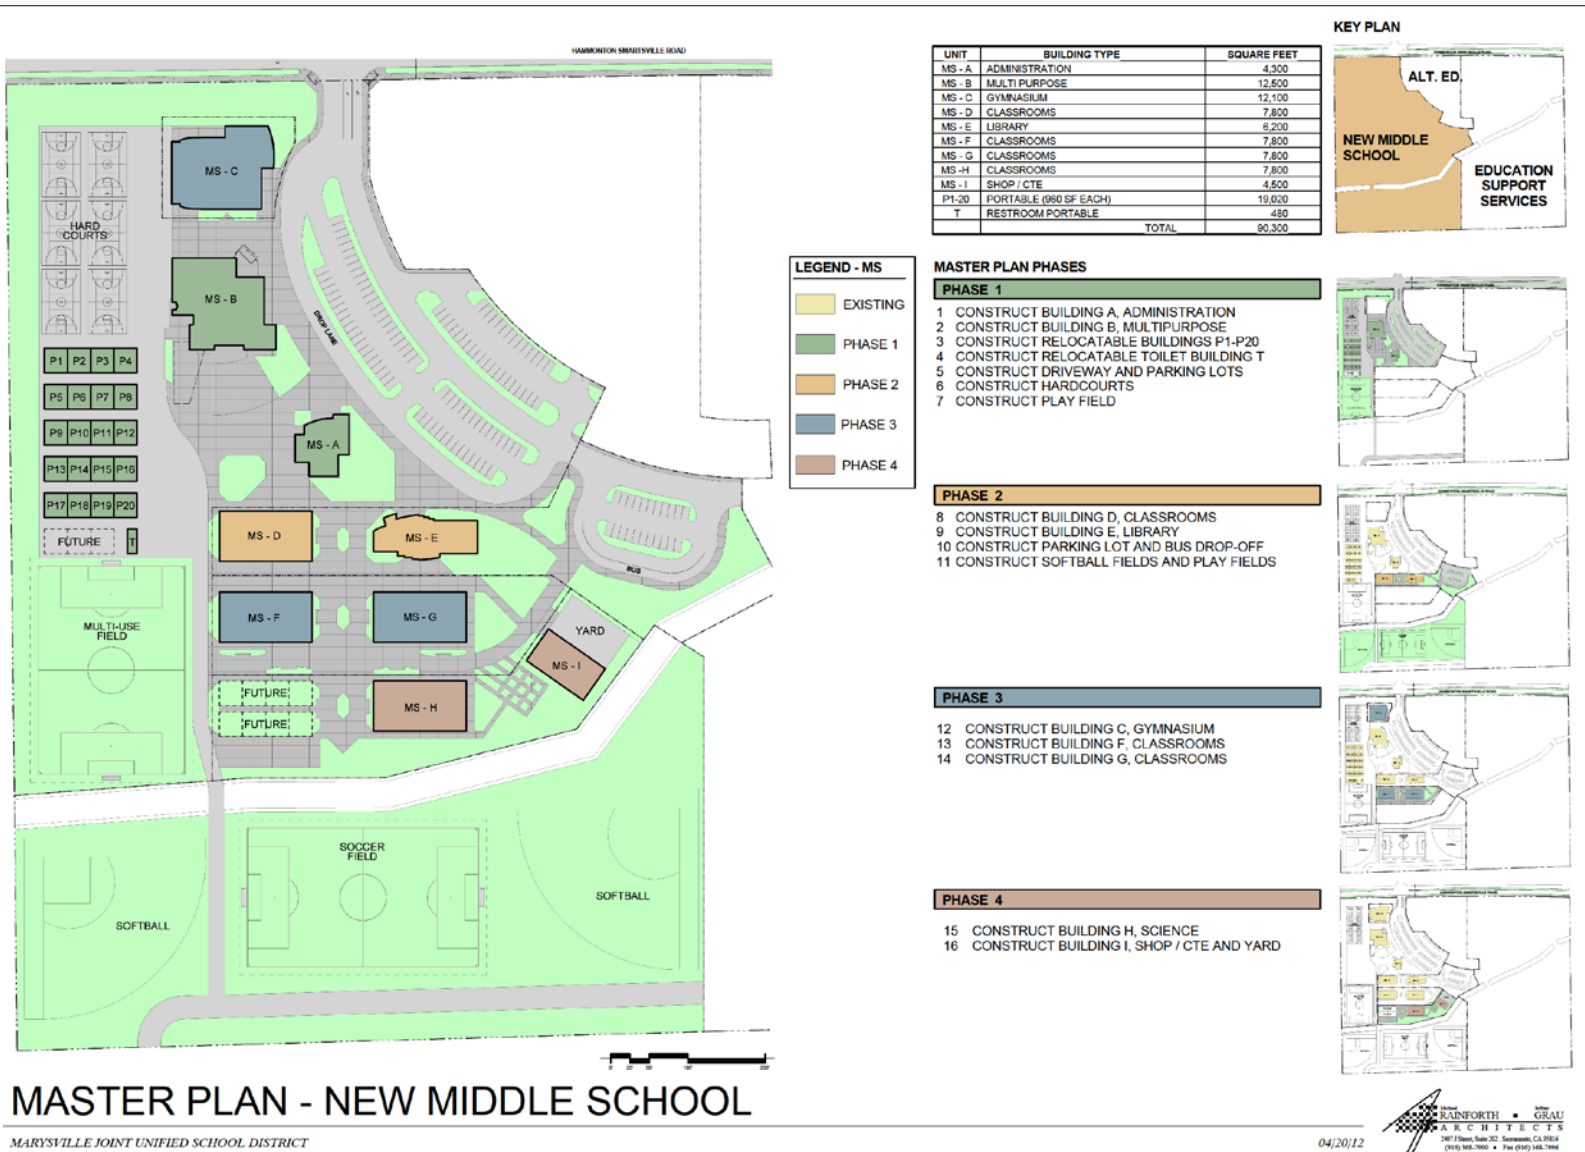 HAMMONTON SMARTSVILLE ROAD
MS - C
HARD
COURTS
MS - B
DROP LANE
P1 P2 P3 P4
P5 P6 P7 P8
P9 P10 P11 P12
P13 P14 P15 P16
P17 P18 P19 P20
FUTURE
T
MS - A
MS - D
MS - E
BUS
MS - F
MS - G
YARD
MS - I
MULTI-USE
FIELD
FUTURE
FUTURE
MS - H
SOCCER
FIELD
SOFTBALL
SOFTBALL
UNIT BUILDING TYPE SQUARE FEET
MS - A ADMINISTRATION 4,300
MS - B MULTI PURPOSE 12,500
MS - C GYMNASIUM 12,100
MS - D CLASSROOMS 7,800
MS - E LIBRARY 6,200
MS - F CLASSROOMS 7,800
MS - G CLASSROOMS 7,800
MS -H CLASSROOMS 7,800
MS - I SHOP / CTE 4,500
P1-20 PORTABLE (960 SF EACH) 19,020
T RESTROOM PORTABLE 480
TOTAL 90,300
KEY PLAN
ALT. ED.
NEW MIDDLE
SCHOOL
EDUCATION
SUPPORT
SERVICES
LEGEND - MS
EXISTING
PHASE 1
PHASE 2
PHASE 3
PHASE 4
MASTER PLAN PHASES
PHASE 1
1 CONSTRUCT BUILDING A, ADMINISTRATION
2 CONSTRUCT BUILDING B, MULTIPURPOSE
3 CONSTRUCT RELOCATABLE BUILDINGS P1-P20
4 CONSTRUCT RELOCATABLE TOILET BUILDING T
5 CONSTRUCT DRIVEWAY AND PARKING LOTS
6 CONSTRUCT HARDCOURTS
7 CONSTRUCT PLAY FIELD
PHASE 2
8 CONSTRUCT BUILDING D, CLASSROOMS
9 CONSTRUCT BUILDING E, LIBRARY
10 CONSTRUCT PARKING LOT AND BUS DROP-OFF
11 CONSTRUCT SOFTBALL FIELDS AND PLAY FIELDS
PHASE 3
12 CONSTRUCT BUILDING C, GYMNASIUM
13 CONSTRUCT BUILDING F, CLASSROOMS
14 CONSTRUCT BUILDING G, CLASSROOMS
PHASE 4
15 CONSTRUCT BUILDING H, SCIENCE
16 CONSTRUCT BUILDING I, SHOP / CTE AND YARD
MASTER PLAN - NEW MIDDLE SCHOOL
MARYSVILLE JOINT UNIFIED SCHOOL DISTRICT
04/20/12
RAINFORTH GRAU
ARCHITECTS